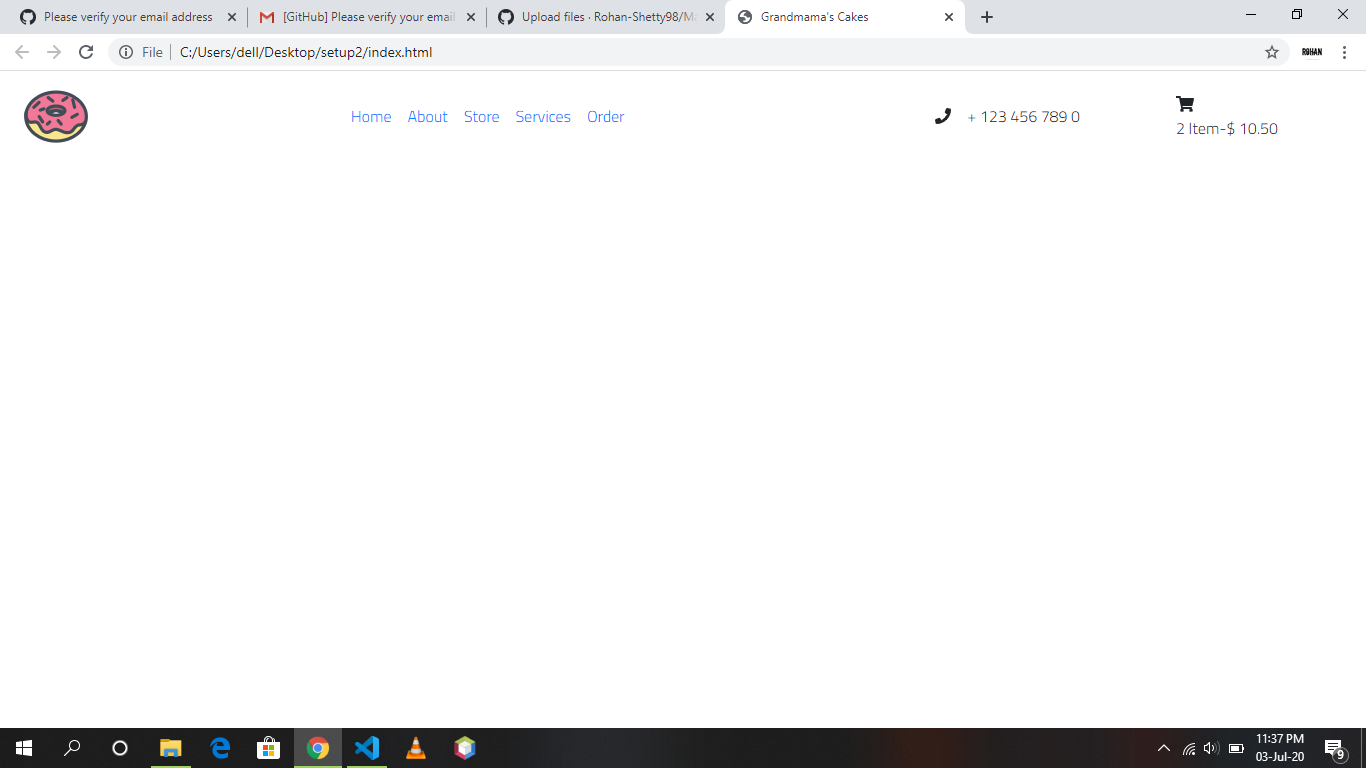 Please verify your email address
[GitHub] Please verify your email
Upload files · Rohan-Shetty98/Ma
Grandmama's Cakes
File
C:/Users/dell/Desktop/setup2/index.html
ROHAN
Home About Store Services Order
+ 123 456 789 0
2 Item-$ 10.50
11:37 PM
03-Jul-20
9